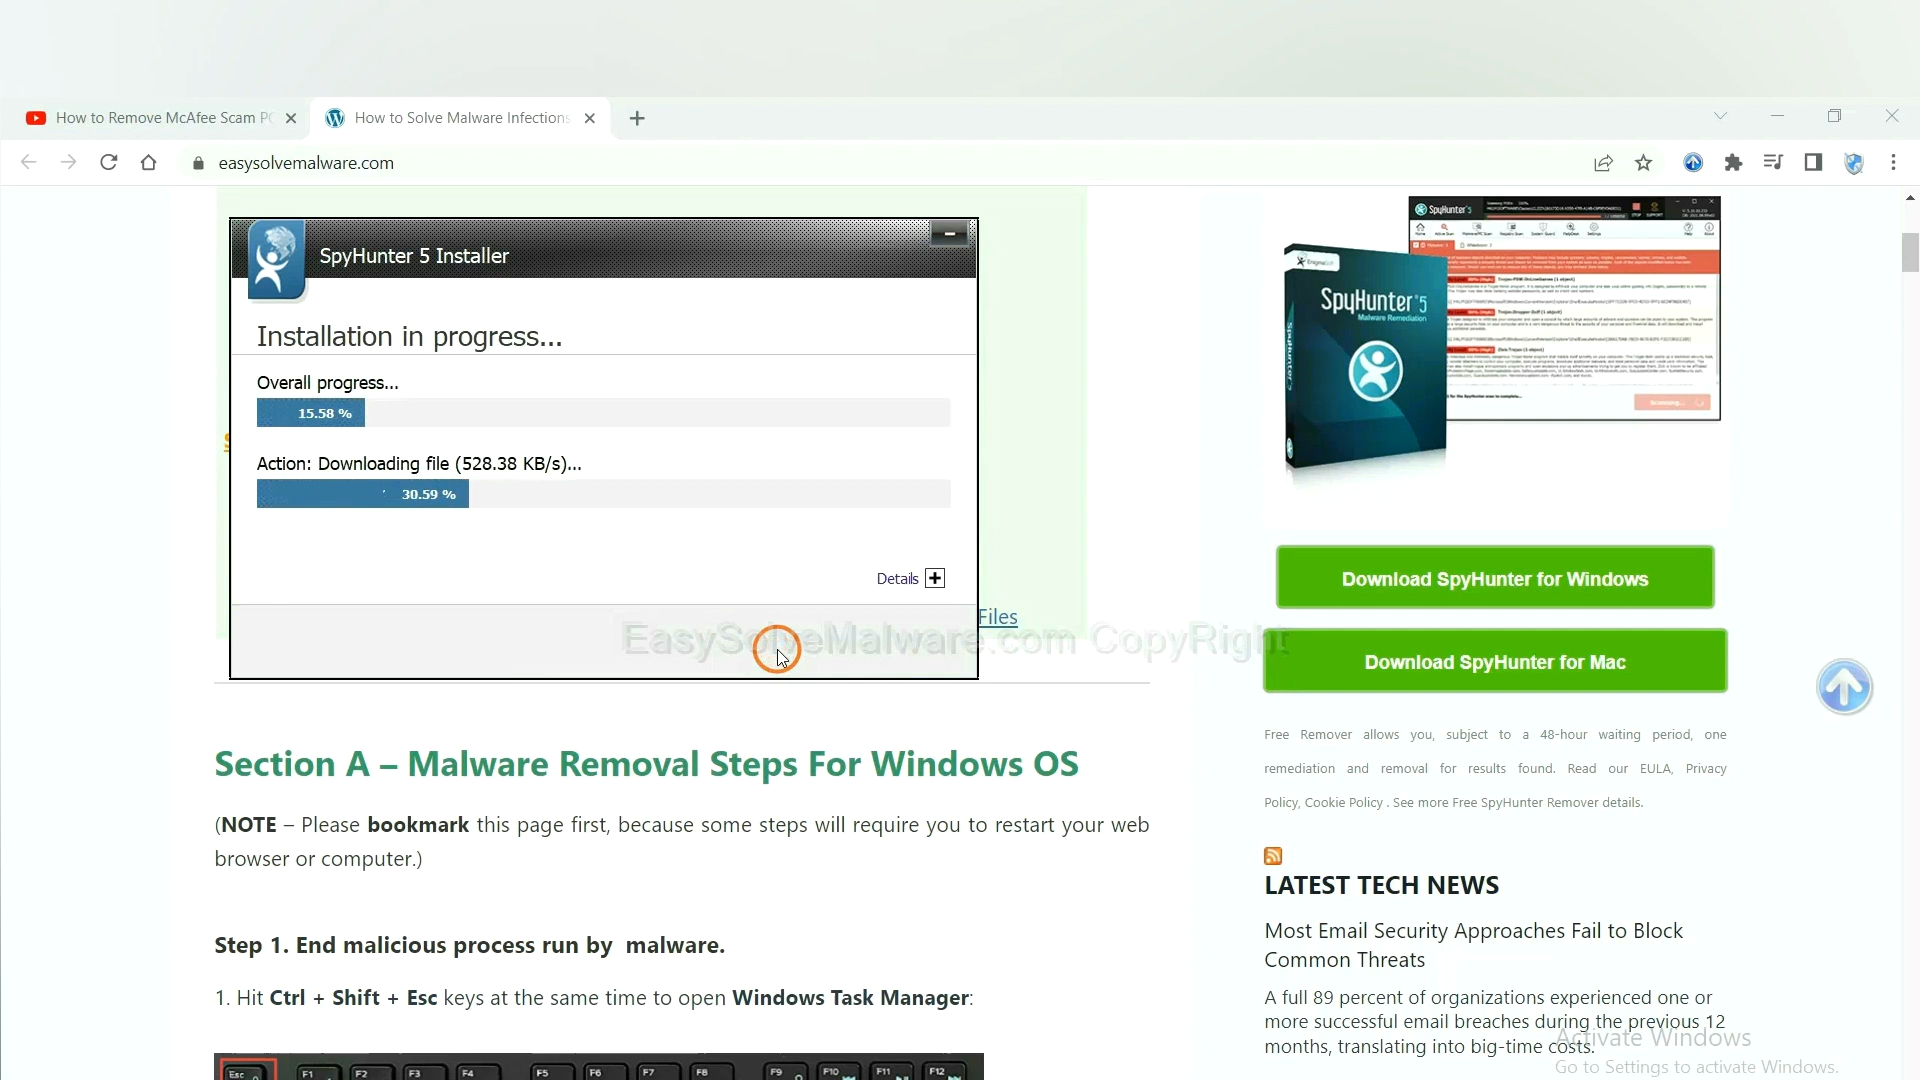 How to Remove McAfee Scam PC
How to Solve Malware Infections
easysolvemalware.com
SpyHunter 5 Installer
Installation in progress...
Overall progress...
15.58 %
Action: Downloading file (528.38 KB/s)...
30.59 %
Details
Files
EasySolveMalware.com CopyRight
Section A – Malware Removal Steps For Windows OS
(NOTE – Please bookmark this page first, because some steps will require you to restart your web
browser or computer.)
Step 1. End malicious process run by malware.
1. Hit Ctrl + Shift + Esc keys at the same time to open Windows Task Manager:
Esc F1 F2 F3 F4 F5 F6 F7 F8 F9 F10 F11 F12
SpyHunter 5
EnigmaSoft
SpyHunter 5
Malware Remediation
SpyHunter 5
Scanning...
Download SpyHunter for Windows
Download SpyHunter for Mac
Free Remover allows you, subject to a 48-hour waiting period, one
remediation and removal for results found. Read our EULA, Privacy
Policy, Cookie Policy . See more Free SpyHunter Remover details.
LATEST TECH NEWS
Most Email Security Approaches Fail to Block
Common Threats
A full 89 percent of organizations experienced one or
more successful email breaches during the previous 12
months, translating into big-time costs.
Activate Windows
Go to Settings to activate Windows.